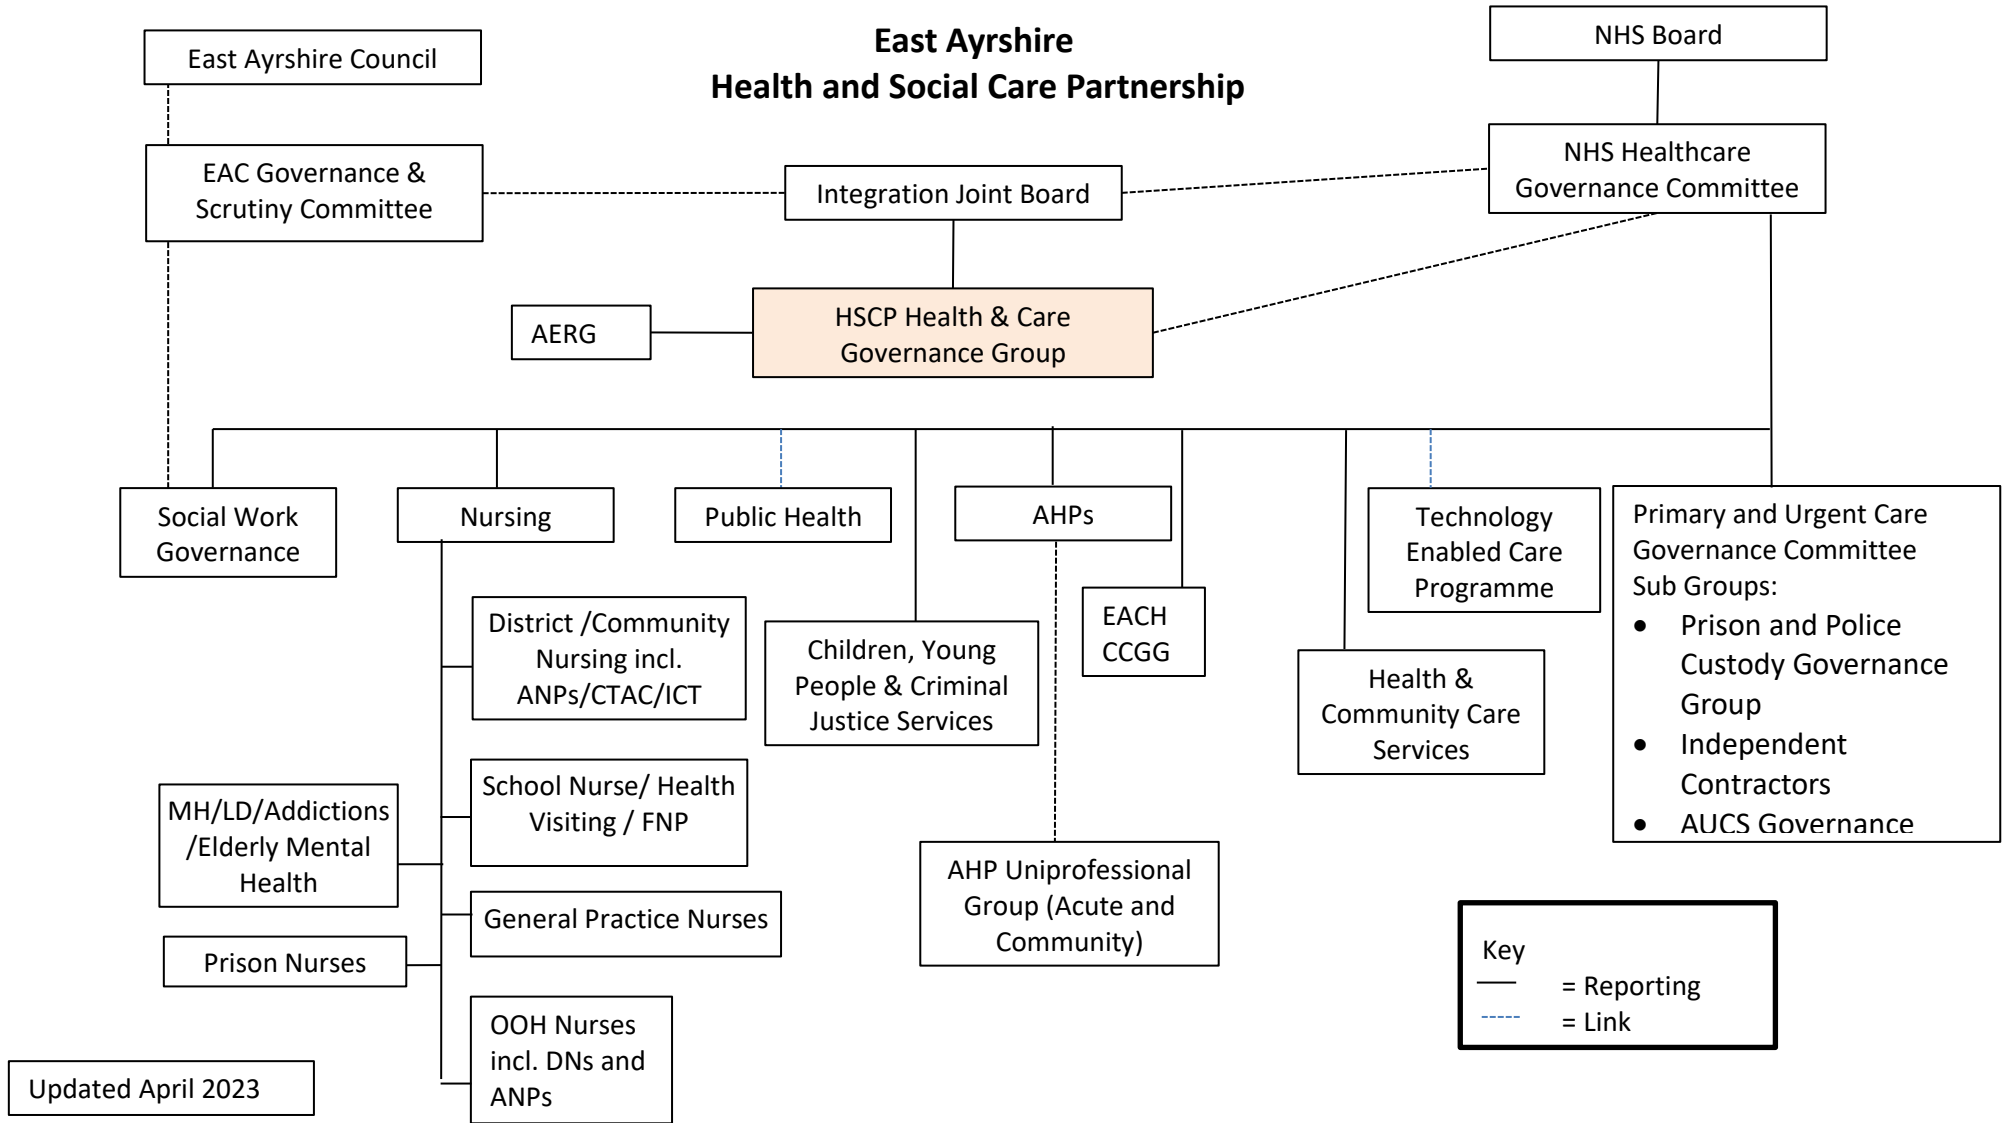 East Ayrshire
Health and Social Care Partnership
East Ayrshire Council
NHS Board
EAC Governance &
Scrutiny Committee
Integration Joint Board
NHS Healthcare
Governance Committee
AERG
HSCP Health & Care
Governance Group
Social Work
Governance
Nursing
Public Health
AHPs
Technology
Enabled Care
Programme
Primary and Urgent Care
Governance Committee
Sub Groups:
• Prison and Police
Custody Governance
Group
• Independent
Contractors
• AUCS Governance
District /Community
Nursing incl.
ANPs/CTAC/ICT
Children, Young
People & Criminal
Justice Services
EACH
CCGG
Health &
Community Care
Services
MH/LD/Addictions
/Elderly Mental
Health
School Nurse/ Health
Visiting / FNP
General Practice Nurses
Prison Nurses
AHP Uniprofessional
Group (Acute and
Community)
OOH Nurses
incl. DNs and
ANPs
Key
= Reporting
= Link
Updated April 2023